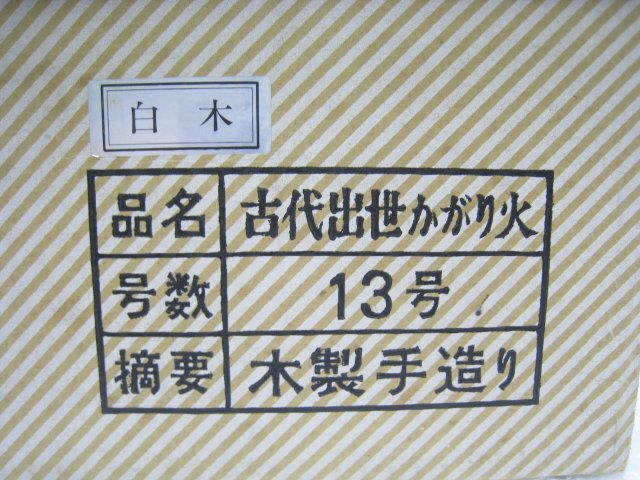 白木
品名 古代出世かがり火
号数 13号
摘要 木製手造り